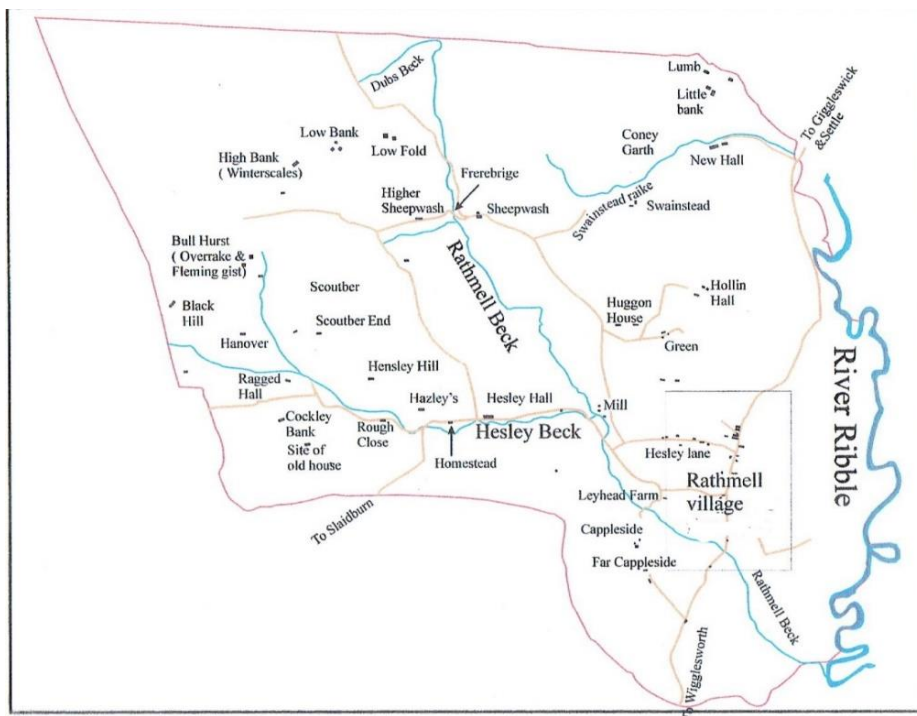 Lumb
Dubs Beck
Little
bank
To Giggleswick
&Settle
Low Bank
Coney
Garth
Low Fold
New Hall
High Bank
( Winterscales)
Frerebrige
Higher
Sheepwash
Sheepwash
Swainstead raike
Swainstead
Bull Hurst
( Overrake &
Fleming gist)
Rathmell Beck
Scoutber
Hollin
Hall
Black
Hill
Huggon
House
Scoutber End
Hanover
Green
River Ribble
Hensley Hill
Ragged
Hall
Hazley's
Hesley Hall
Mill
Cockley
Bank
Rough
Close
Hesley Beck
Site of
old house
Homestead
Hesley lane
Rathmell
village
Leyhead Farm
To Slaidburn
Cappleside
Far Cappleside
Rathmell Beck
To Wigglesworth